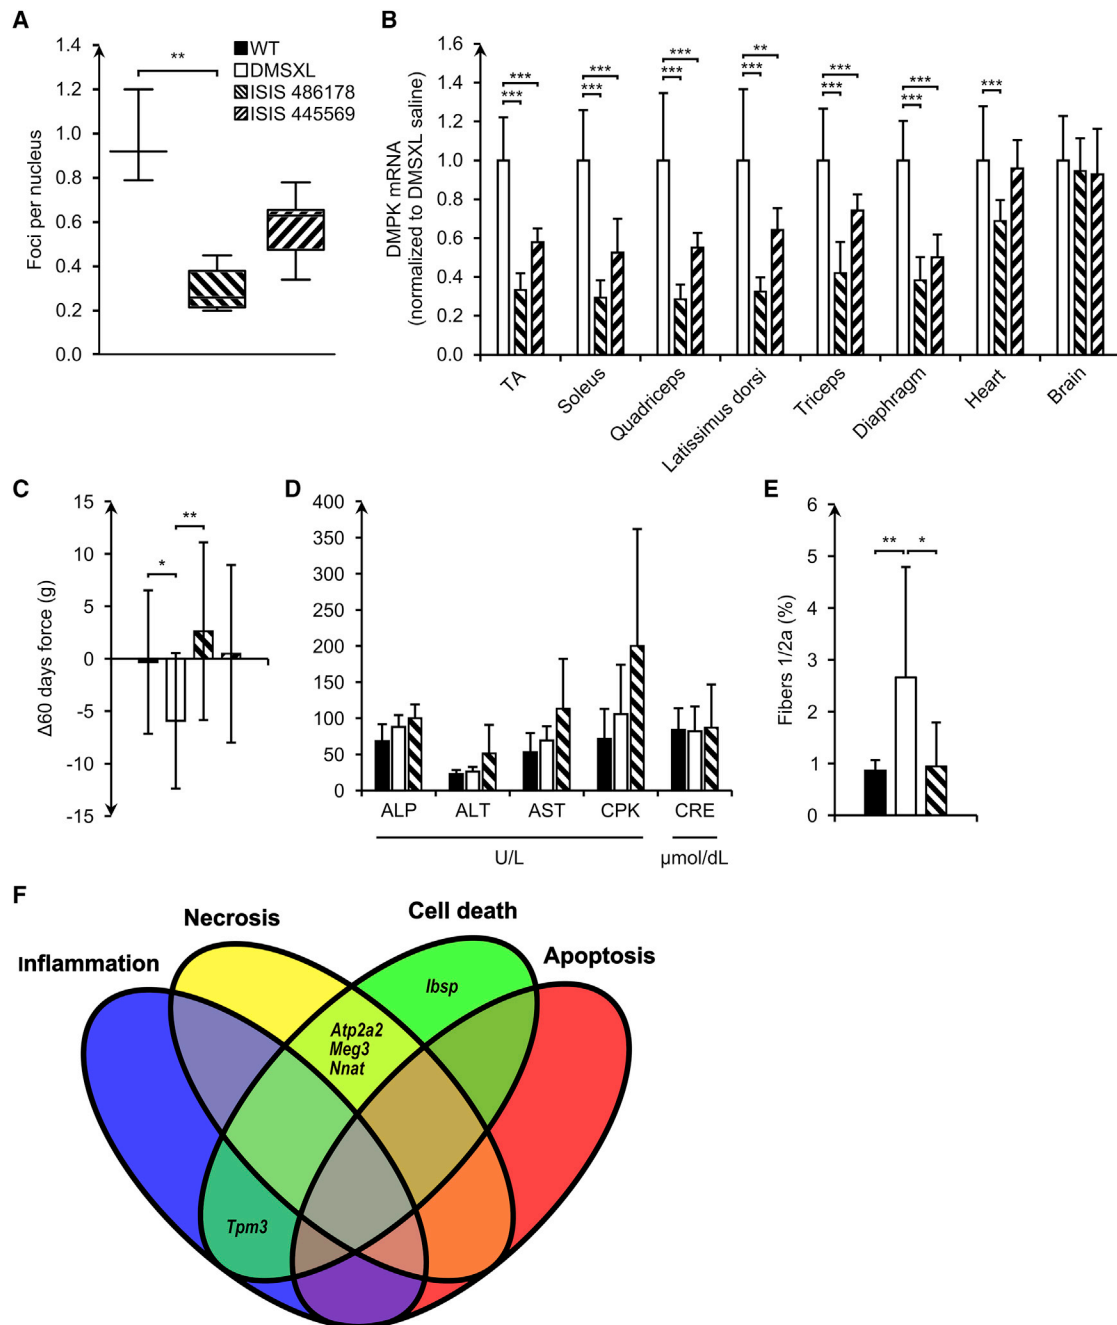 A
1.4
1.2
1.0
0.8
0.6
0.4
0.2
0.0
Foci per nucleus
**
WT
DMSXL
ISIS 486178
ISIS 445569
B
1.6
1.4
1.2
1.0
0.8
0.6
0.4
0.2
0.0
DMPK mRNA
(normalized to DMSXL saline)
*** *** *** ** *** *** ***
*** *** *** *** *** ***
TA
Soleus
Quadriceps
Latissimus dorsi
Triceps
Diaphragm
Heart
Brain
C
15
10
5
0
-5
-10
-15
Δ60 days force (g)
**
*
D
400
350
300
250
200
150
100
50
0
ALP ALT AST CPK CRE
U/L µmol/dL
E
6
5
4
3
2
1
0
Fibers 1/2a (%)
** *
F
Inflammation
Necrosis
Cell death
Apoptosis
Ibsp
Atp2a2
Meg3
Nnat
Tpm3